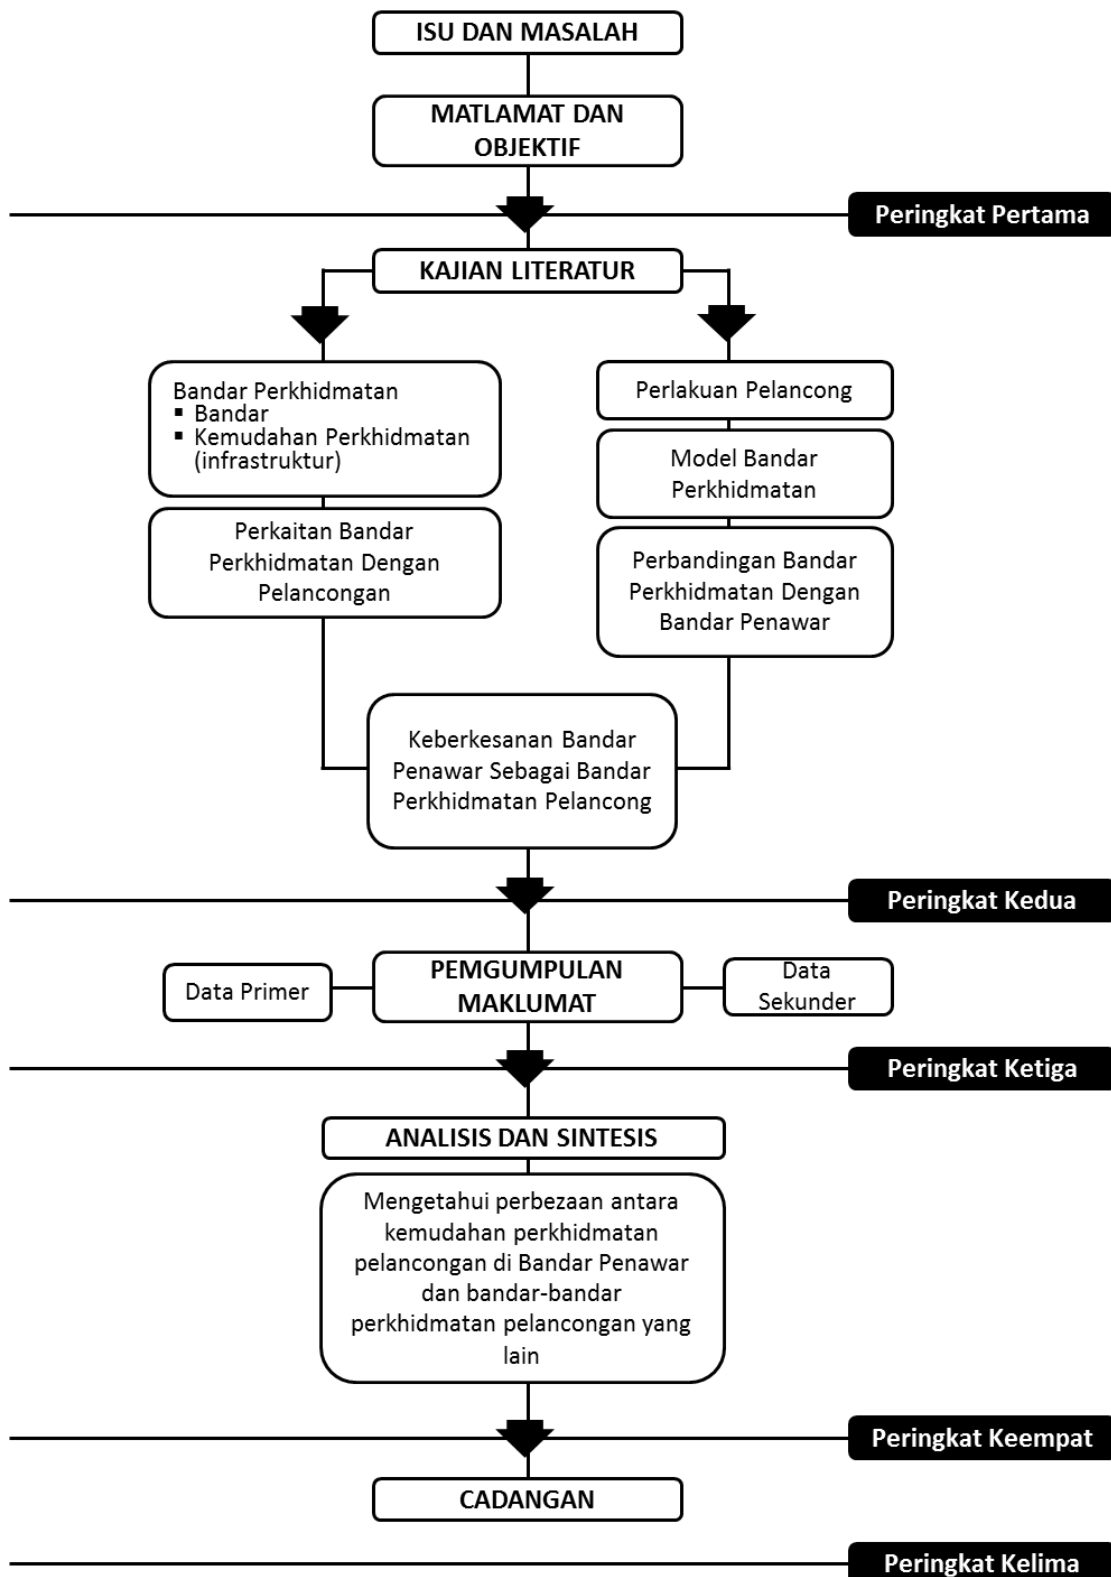 ISU DAN MASALAH
MATLAMAT DAN
OBJEKTIF
Peringkat Pertama
KAJIAN LITERATUR
Bandar Perkhidmatan
▪ Bandar
▪ Kemudahan Perkhidmatan
(infrastruktur)
Perkaitan Bandar
Perkhidmatan Dengan
Pelancongan
Perlakuan Pelancong
Model Bandar
Perkhidmatan
Perbandingan Bandar
Perkhidmatan Dengan
Bandar Penawar
Keberkesanan Bandar
Penawar Sebagai Bandar
Perkhidmatan Pelancong
Peringkat Kedua
Data Primer
PEMGUMPULAN
MAKLUMAT
Data
Sekunder
Peringkat Ketiga
ANALISIS DAN SINTESIS
Mengetahui perbezaan antara
kemudahan perkhidmatan
pelancongan di Bandar Penawar
dan bandar-bandar
perkhidmatan pelancongan yang
lain
Peringkat Keempat
CADANGAN
Peringkat Kelima